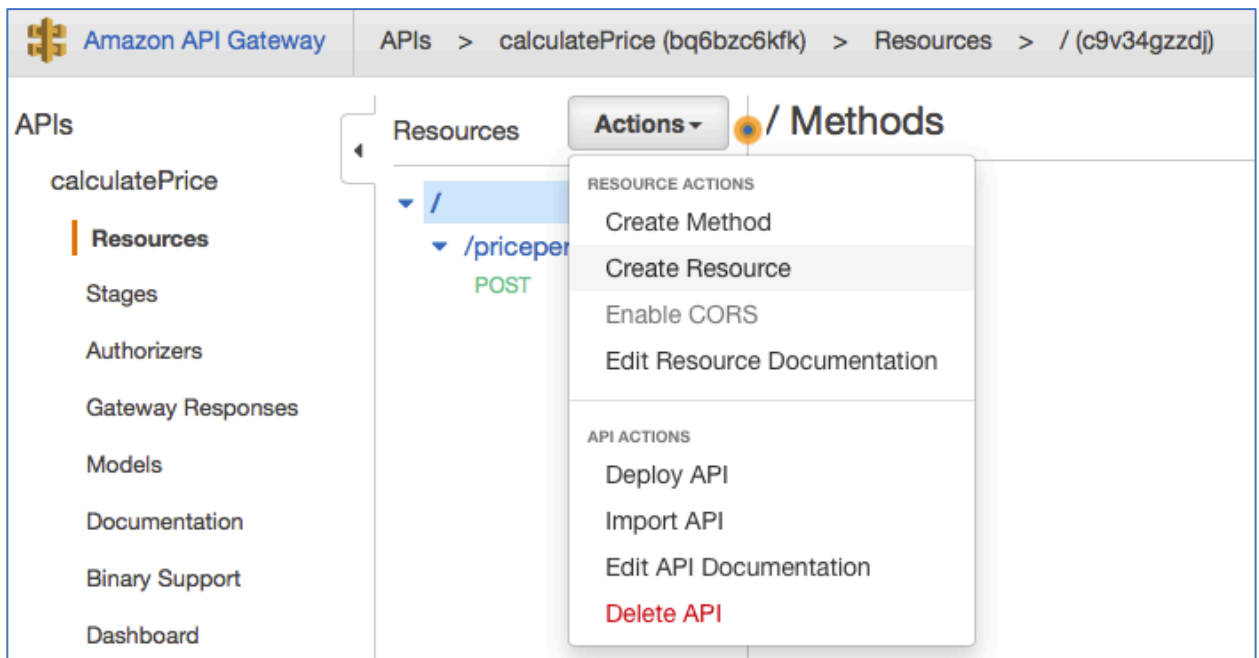 Amazon API Gateway
APIs > calculatePrice (bq6bzc6kfk) > Resources > / (c9v34gzzdj)
APIs
calculatePrice
Resources
Stages
Authorizers
Gateway Responses
Models
Documentation
Binary Support
Dashboard
Resources
Actions
/
/priceper
POST
RESOURCE ACTIONS
Create Method
Create Resource
Enable CORS
Edit Resource Documentation
API ACTIONS
Deploy API
Import API
Edit API Documentation
Delete API
/ Methods